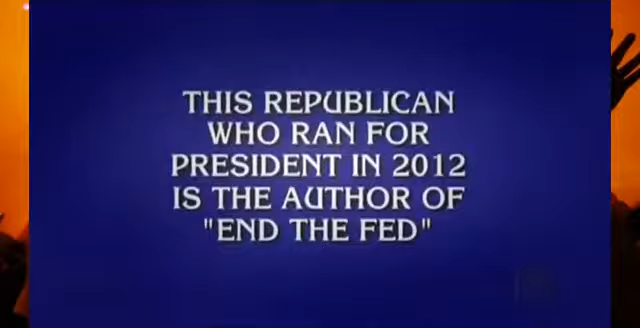 THIS REPUBLICAN
WHO RAN FOR
PRESIDENT IN 2012
IS THE AUTHOR OF
"END THE FED"